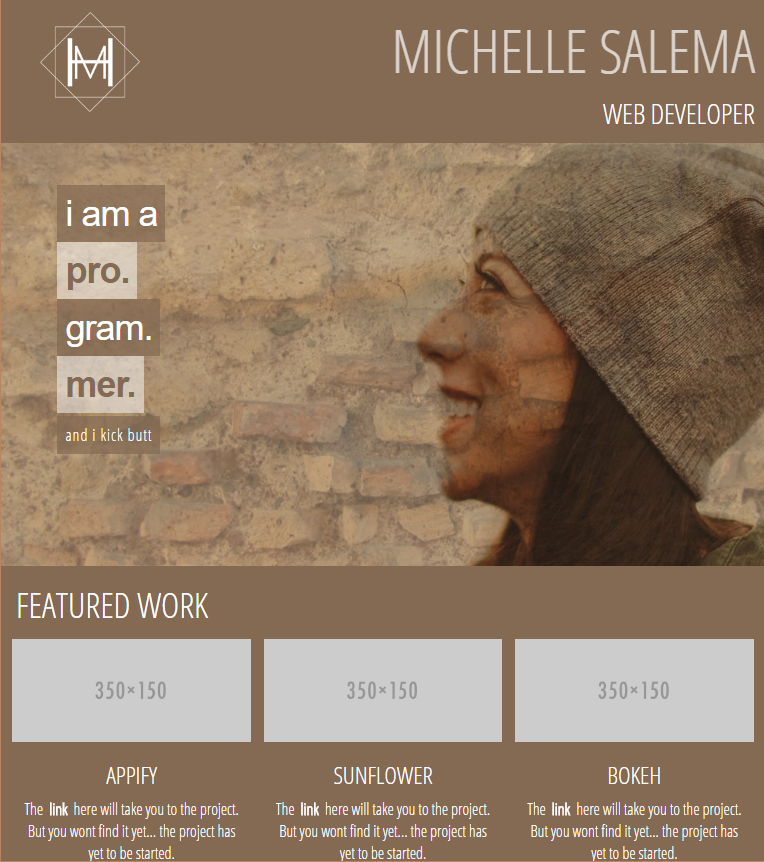 MICHELLE SALEMA
WEB DEVELOPER
i am a
pro.
gram.
mer.
and i kick butt
FEATURED WORK
350×150
350×150
350×150
APPIFY
The link here will take you to the project.
But you wont find it yet... the project has
yet to be started.
SUNFLOWER
The link here will take you to the project.
But you wont find it yet... the project has
yet to be started.
BOKEH
The link here will take you to the project.
But you wont find it yet... the project has
yet to be started.